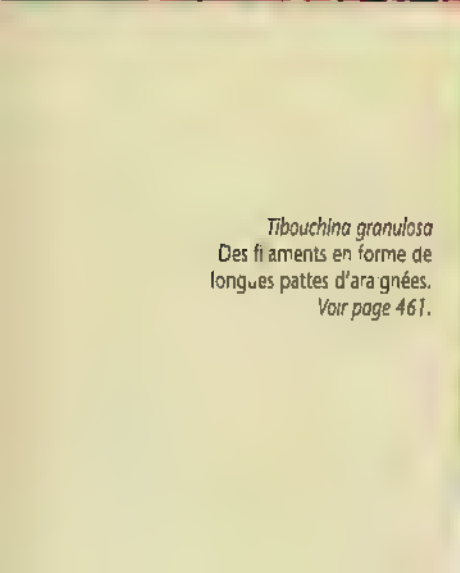 Tibouchina granulosa
Des filaments en forme de
longues pattes d'araignées.
Voir page 461.